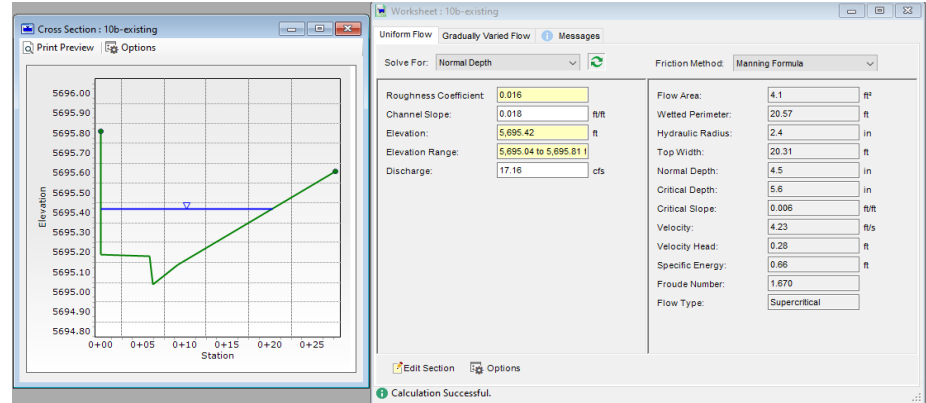 Cross Section : 10b-existing
Print Preview Options
5696.00
5695.90
5695.80
5695.70
5695.60
5695.50
5695.40
5695.30
5695.20
5695.10
5695.00
5694.90
5694.80
Elevation
0+00 0+05 0+10 0+15 0+20 0+25
Station
Worksheet : 10b-existing
Uniform Flow Gradually Varied Flow Messages
Solve For: Normal Depth
Friction Method: Manning Formula
Roughness Coefficient: 0.016
Channel Slope: 0.018 ft/ft
Elevation: 5,695.42 ft
Elevation Range: 5,695.04 to 5,695.81 f
Discharge: 17.16 cfs
Flow Area: 4.1 ft²
Wetted Perimeter: 20.57 ft
Hydraulic Radius: 2.4 in
Top Width: 20.31 ft
Normal Depth: 4.5 in
Critical Depth: 5.6 in
Critical Slope: 0.006 ft/ft
Velocity: 4.23 ft/s
Velocity Head: 0.28 ft
Specific Energy: 0.66 ft
Froude Number: 1.670
Flow Type: Supercritical
Edit Section Options
Calculation Successful.